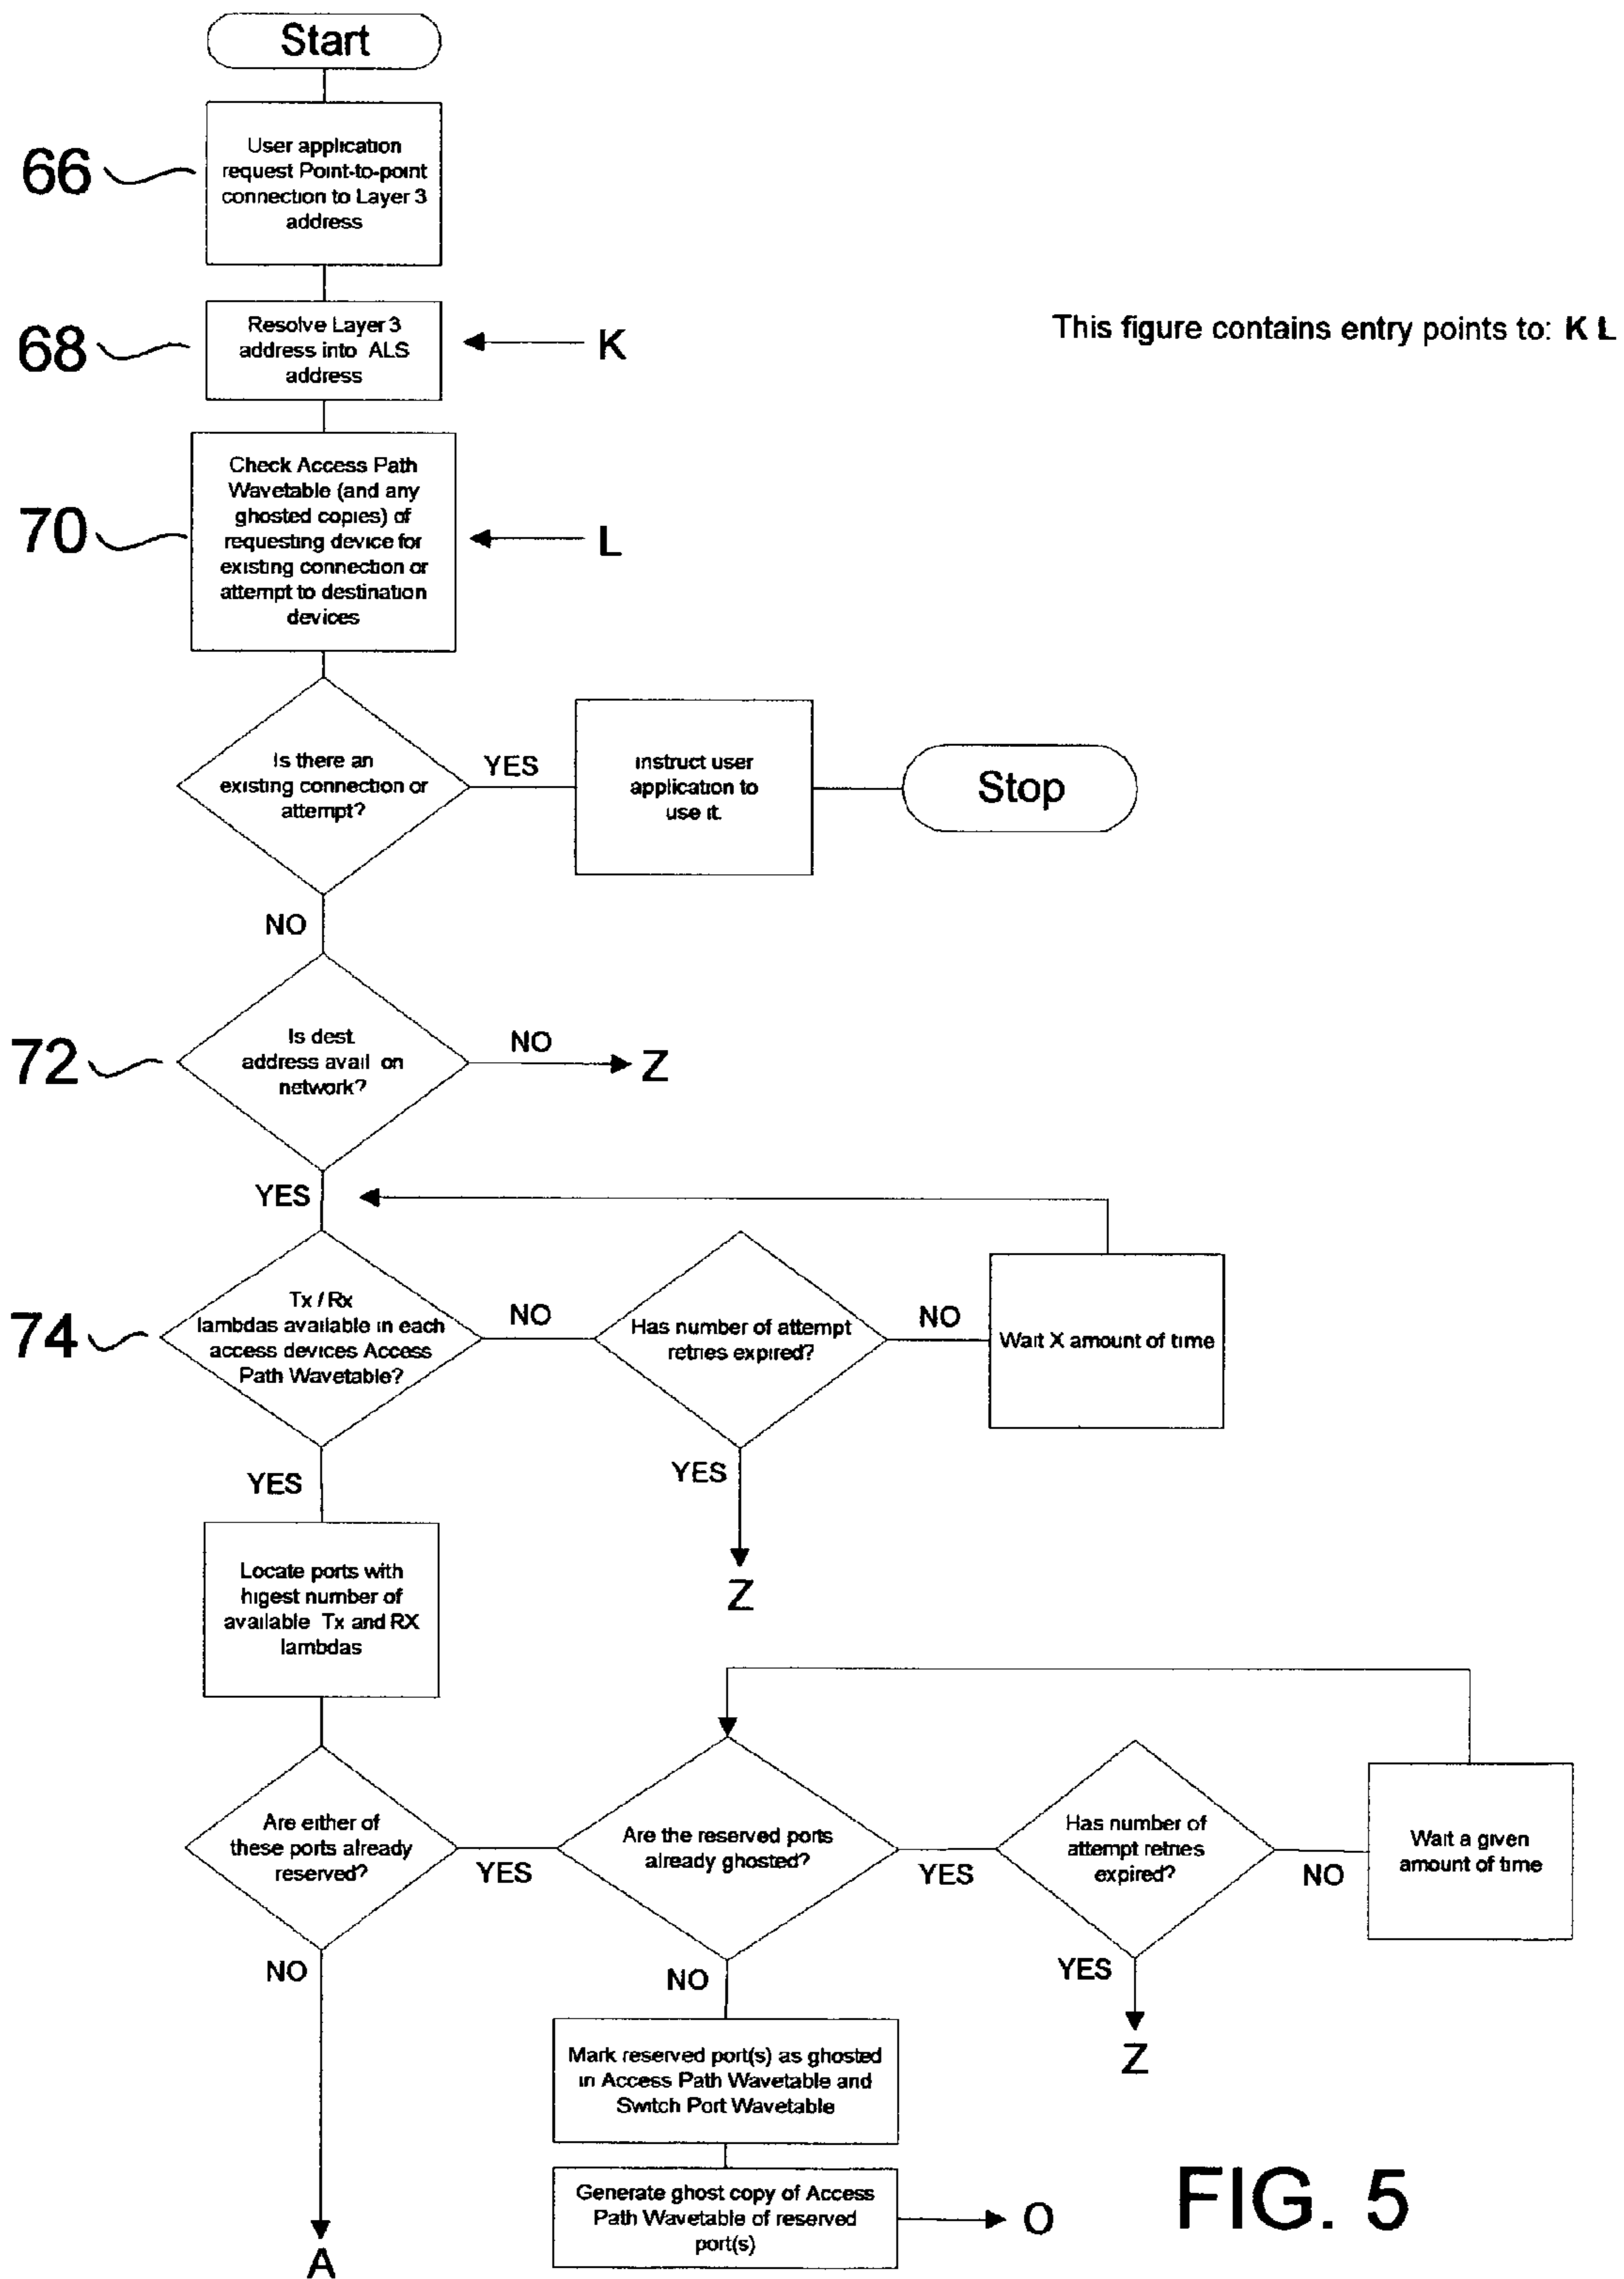 Start
66
User application
request Point-to-point
connection to Layer 3
address
68
Resolve Layer 3
address into ALS
address
K
This figure contains entry points to: K L
70
Check Access Path
Wavetable (and any
ghosted copies) of
requesting device for
existing connection or
attempt to destination
devices
L
Is there an
existing connection or
attempt?
YES
instruct user
application to
use it.
Stop
NO
72
Is dest.
address avail on
network?
NO
Z
YES
74
Tx / Rx
lambdas available in each
access devices Access
Path Wavetable?
NO
Has number of attempt
retries expired?
NO
Wait X amount of time
YES
Z
YES
Locate ports with
higest number of
available Tx and RX
lambdas
Are either of
these ports already
reserved?
YES
Are the reserved ports
already ghosted?
YES
Has number of
attempt retries
expired?
NO
Wait a given
amount of time
NO
NO
YES
Z
Mark reserved port(s) as ghosted
in Access Path Wavetable and
Switch Port Wavetable
Generate ghost copy of Access
Path Wavetable of reserved
port(s)
O
A
FIG. 5